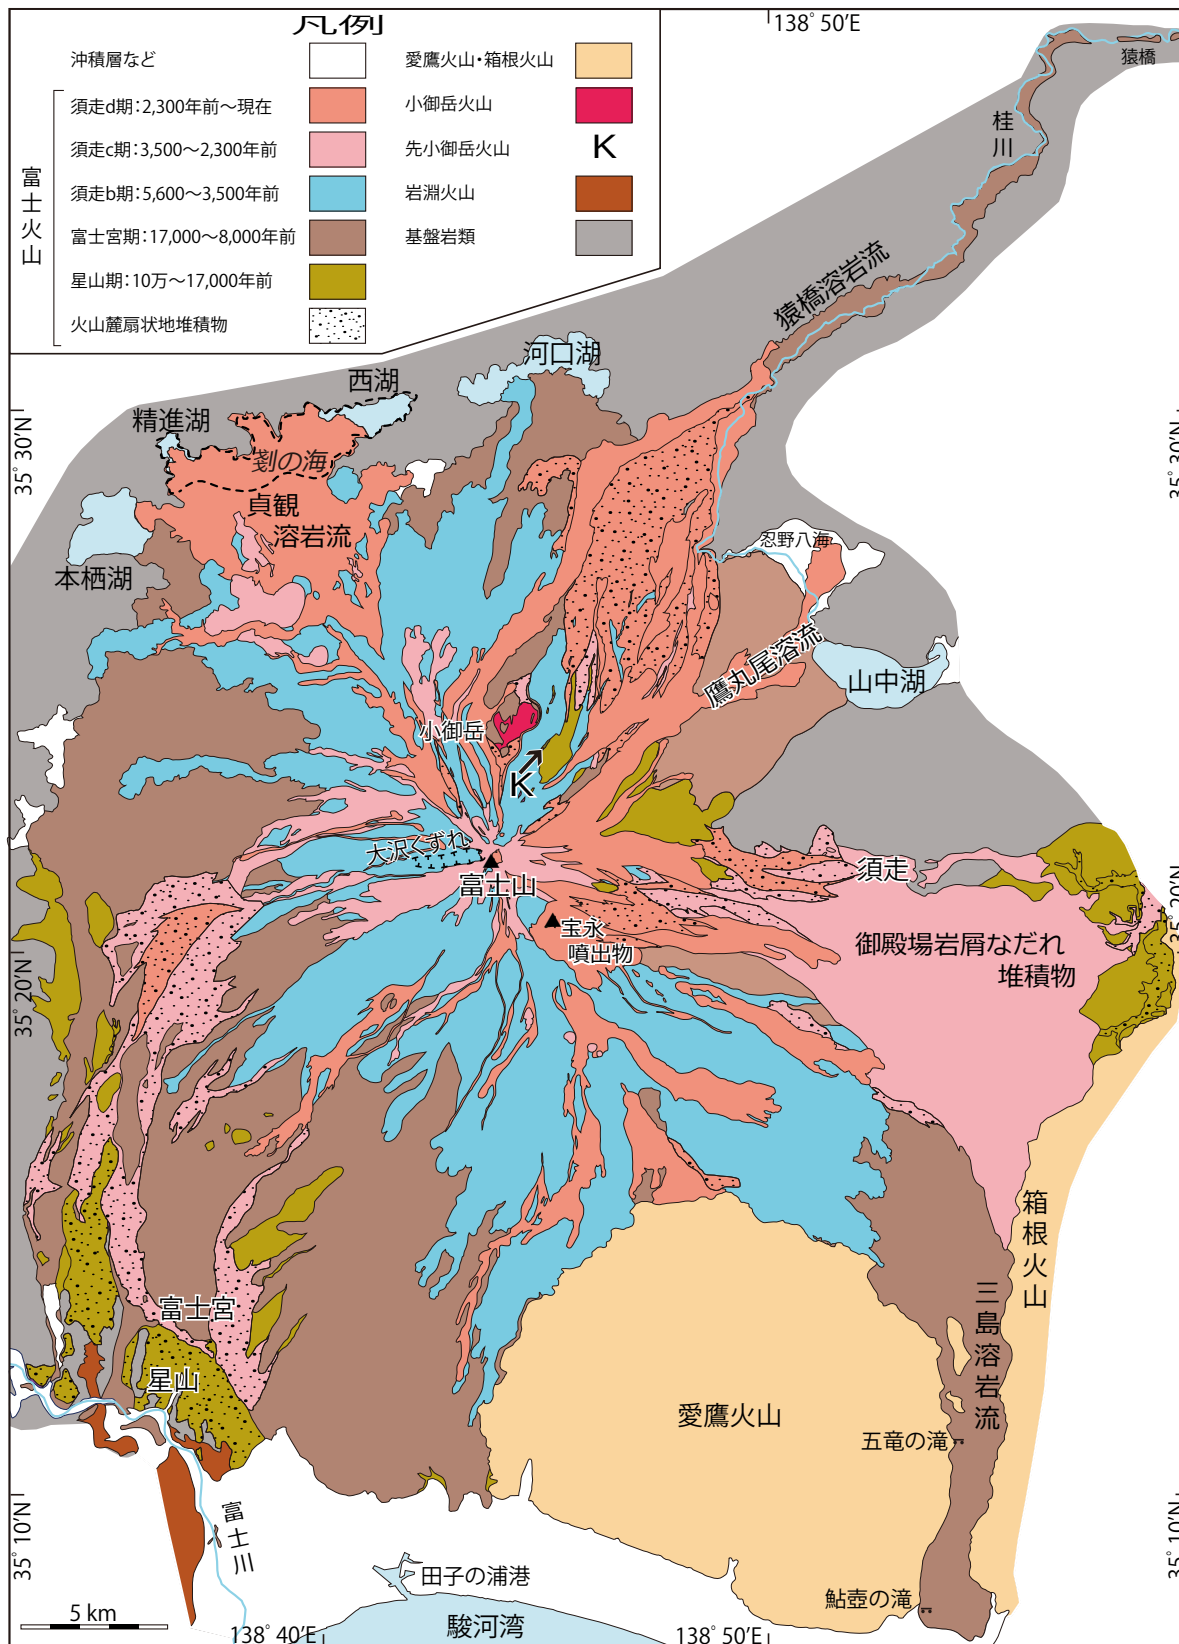 凡例
沖積層など
富士火山
須走d期：2,300年前〜現在
須走c期：3,500〜2,300年前
須走b期：5,600〜3,500年前
富士宮期：17,000〜8,000年前
星山期：10万〜17,000年前
火山麓扇状地堆積物
愛鷹火山・箱根火山
小御岳火山
先小御岳火山
K
岩淵火山
基盤岩類
138°50′E
猿橋
桂川
猿橋溶岩流
河口湖
西湖
精進湖
剗の海
35°30′N
35°30′N
貞観
溶岩流
本栖湖
忍野八海
鷹丸尾溶流
山中湖
小御岳
K
大沢くずれ
富士山
須走
宝永
噴出物
御殿場岩屑なだれ
堆積物
35°20′N
35°20′N
箱根火山
三島溶岩流
富士宮
星山
愛鷹火山
五竜の滝
富士川
35°10′N
35°10′N
田子の浦港
鮎壺の滝
5 km
138°40′E
駿河湾
138°50′E